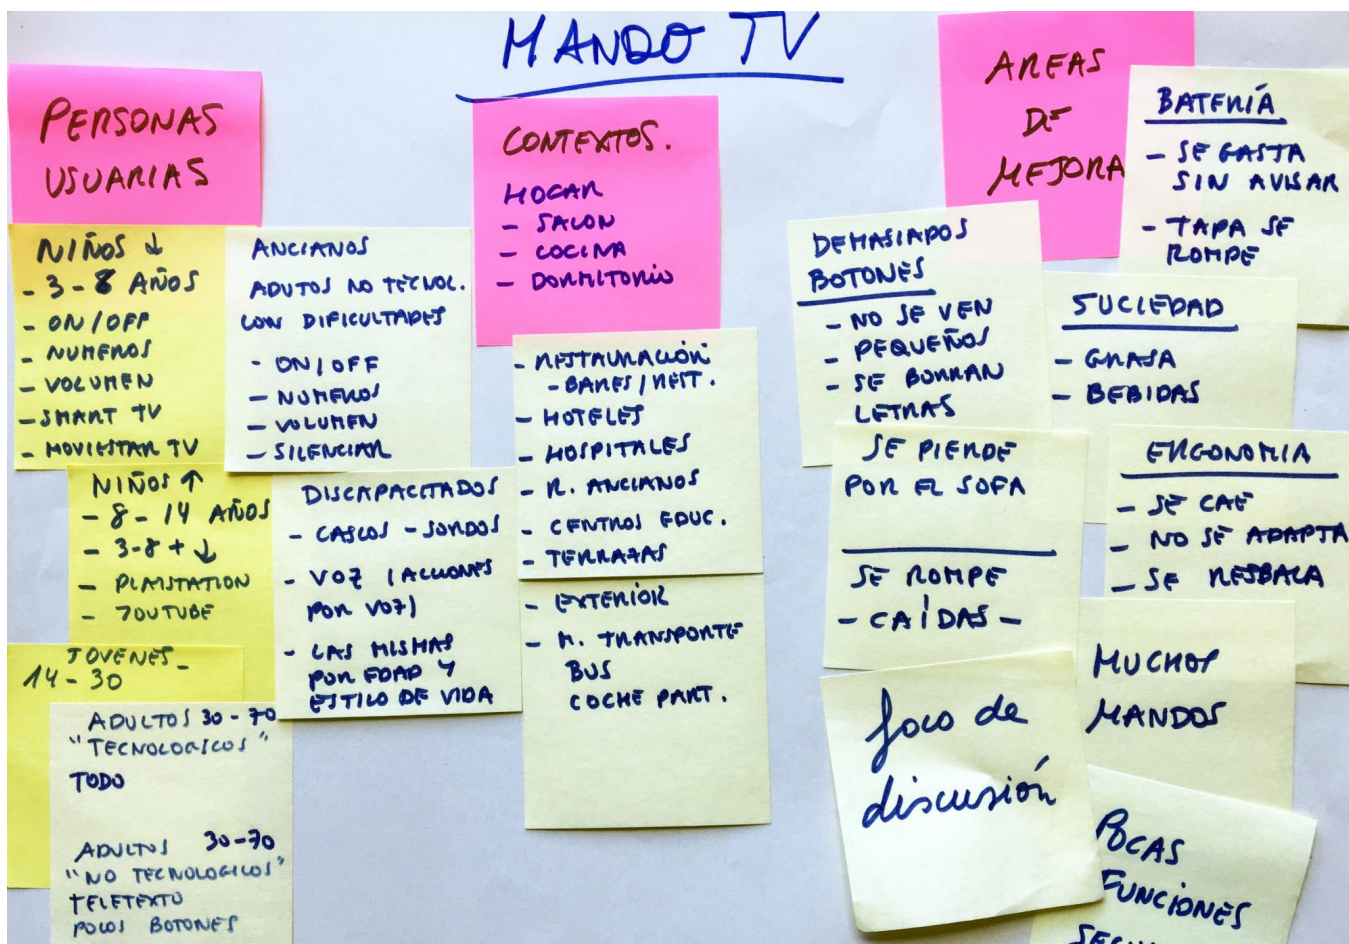 MANDO TV
PERSONAS
USUARIAS
NIÑOS ↓
- 3 - 8 AÑOS
- ON/OFF
- NUMEROS
- VOLUMEN
- SMART TV
- MOVIESTAR TV
NIÑOS ↑
- 8 - 14 AÑOS
- 3-8 + ↓
- PLAYSTATION
- YOUTUBE
JOVENES -
14 - 30
ADULTOS 30 - 70
"TECNOLOGICOS"
TODO
ADULTOS 30-70
"NO TECNOLOGICOS"
TELETEXTO
POCOS BOTONES
ANCIANOS
ADUTOS NO TECNOL.
CON DIFICULTADES
- ON/OFF
- NUMEROS
- VOLUMEN
- SILENCIAR
DISCAPACITADOS
- CASCOS - SORDOS
- VOZ (ACCIONES
POR VOZ)
- LAS MISMAS
POR EDAD Y
ESTILO DE VIDA
CONTEXTOS.
HOGAR
- SALON
- COCINA
- DORMITORIO
- RESTAURACIÓN
- BARES/REST.
- HOTELES
- HOSPITALES
- R. ANCIANOS
- CENTROS EDUC.
- TERRAZAS
- EXTERIOR
- M. TRANSPORTE
BUS
COCHE PART.
AREAS
DE
MEJORA
BATERÍA
- SE GASTA
SIN AVISAR
- TAPA SE
ROMPE
DEMASIADOS
BOTONES
- NO SE VEN
- PEQUEÑOS
- SE BORRAN
LETRAS
SUCIEDAD
- GRASA
- BEBIDAS
SE PIERDE
POR EL SOFA
SE ROMPE
- CAÍDAS -
ERGONOMIA
- SE CAE
- NO SE ADAPTA
- SE RESBALA
foco de
discusión
MUCHOS
MANDOS
POCAS
FUNCIONES